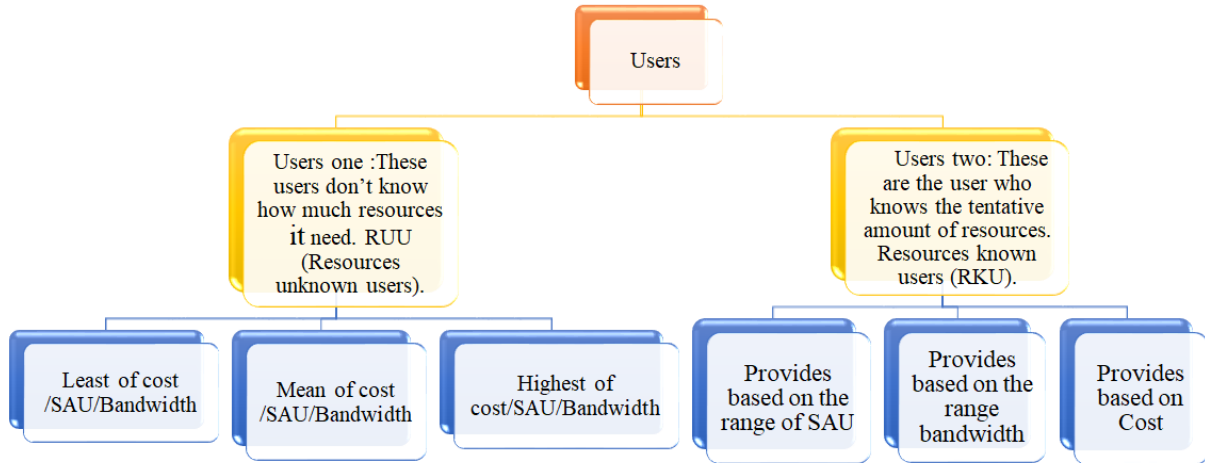 Users
Users one :These
users don’t know
how much resources
it need. RUU
(Resources
unknown users).
Users two: These
are the user who
knows the tentative
amount of resources.
Resources known
users (RKU).
Least of cost
/SAU/Bandwidth
Mean of cost
/SAU/Bandwidth
Highest of
cost/SAU/Bandwidth
Provides
based on the
range of SAU
Provides
based on the
range
bandwidth
Provides
based on
Cost